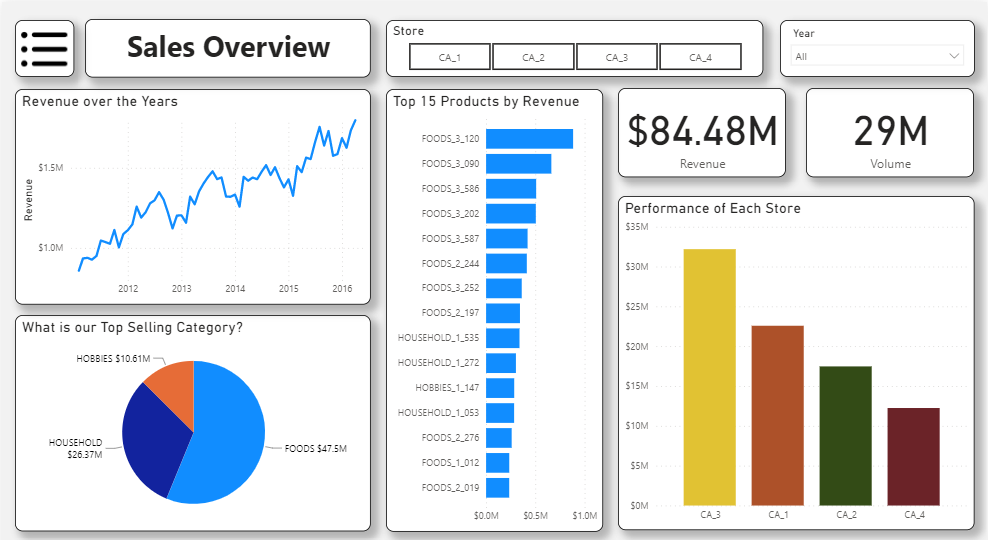 Sales Overview
Store
CA_1
CA_2
CA_3
CA_4
Year
All
Revenue over the Years
Revenue
$1.5M
$1.0M
2012
2013
2014
2015
2016
What is our Top Selling Category?
HOBBIES $10.61M
HOUSEHOLD
$26.37M
FOODS $47.5M
Top 15 Products by Revenue
FOODS_3_120
FOODS_3_090
FOODS_3_586
FOODS_3_202
FOODS_3_587
FOODS_2_244
FOODS_3_252
FOODS_2_197
HOUSEHOLD_1_535
HOUSEHOLD_1_272
HOBBIES_1_147
HOUSEHOLD_1_053
FOODS_2_276
FOODS_1_012
FOODS_2_019
$0.0M
$0.5M
$1.0M
$84.48M
Revenue
29M
Volume
Performance of Each Store
$35M
$30M
$25M
$20M
$15M
$10M
$5M
$0M
CA_3
CA_1
CA_2
CA_4